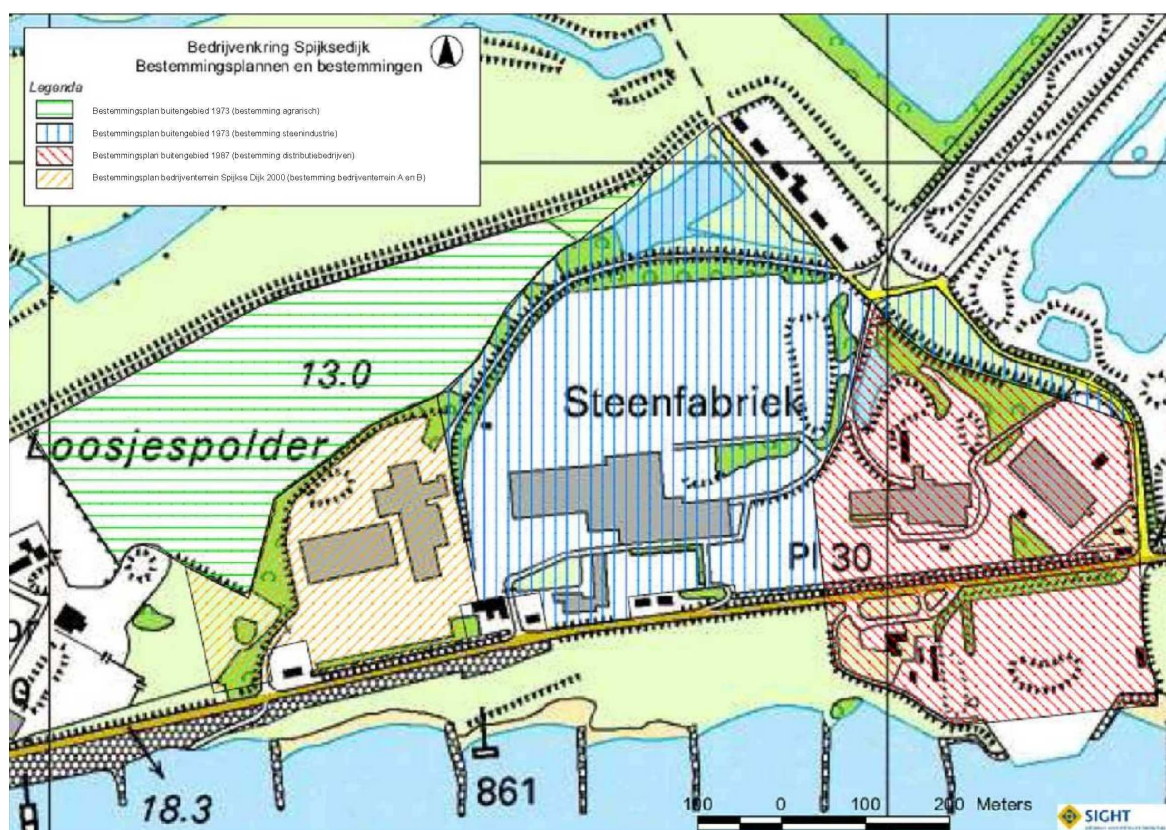 Bedrijvenkring Spijksedijk
Bestemmingsplannen en bestemmingen
Legenda
Bestemmingsplan buitengebied 1973 (bestemming agrarisch)
Bestemmingsplan buitengebied 1973 (bestemming steenindustrie)
Bestemmingsplan buitengebied 1987 (bestemming distributiebedrijven)
Bestemmingsplan bedrijventerrein Spijkse Dijk 2000 (bestemming bedrijventerrein A en B)
13.0
Steenfabriek
Loosjespolder
Pl 30
861
18.3
100 0 100 200 Meters
SIGHT